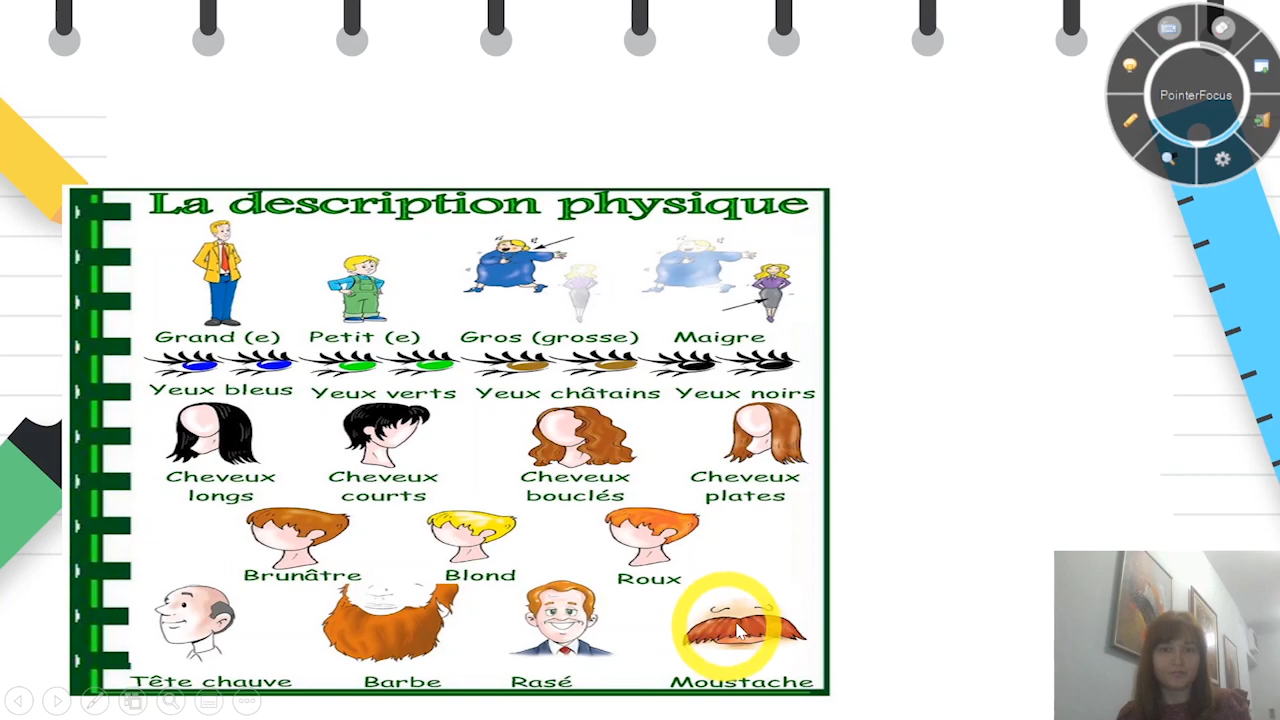 PointerFocus
La description physique
Grand (e) Petit (e) Gros (grosse) Maigre
Yeux bleus Yeux verts Yeux châtains Yeux noirs
Cheveux longs Cheveux courts Cheveux bouclés Cheveux plates
Brunâtre Blond Roux
Tête chauve Barbe Rasé Moustache